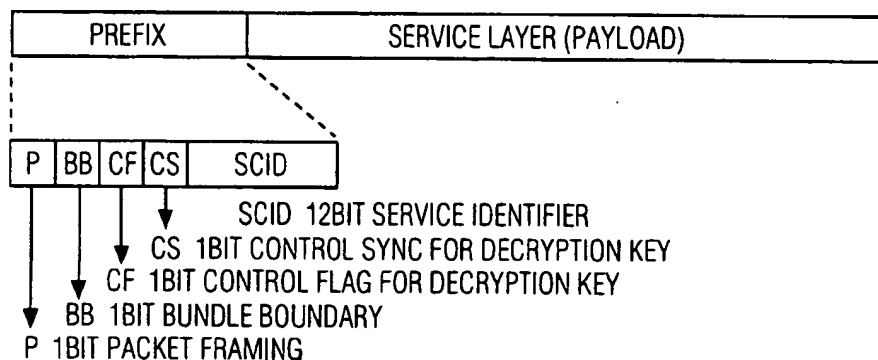 PREFIX SERVICE LAYER (PAYLOAD)
P BB CF CS SCID
SCID 12BIT SERVICE IDENTIFIER
CS 1BIT CONTROL SYNC FOR DECRYPTION KEY
CF 1BIT CONTROL FLAG FOR DECRYPTION KEY
BB 1BIT BUNDLE BOUNDARY
P 1BIT PACKET FRAMING